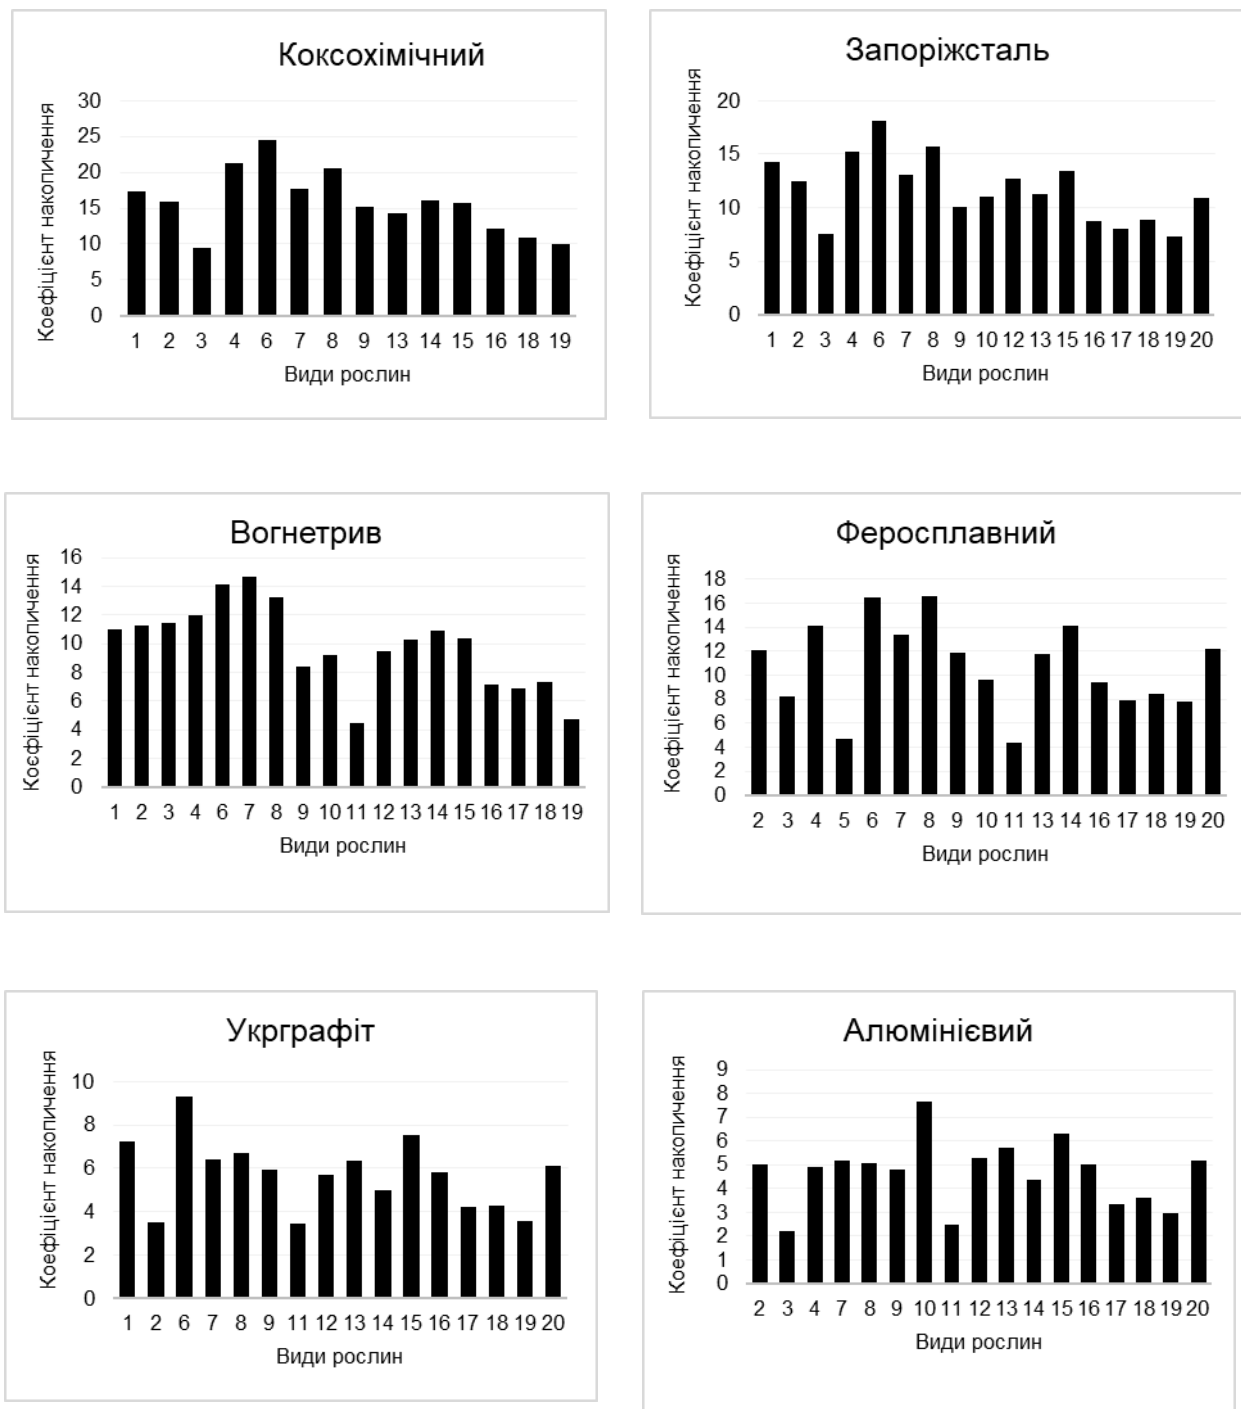 Коксохімічний
Коефіцієнт накопичення
30
25
20
15
10
5
0
1 2 3 4 6 7 8 9 13 14 15 16 18 19
Види рослин
Запоріжсталь
Коефіцієнт накопичення
20
15
10
5
0
1 2 3 4 6 7 8 9 10 12 13 15 16 17 18 19 20
Види рослин
Вогнетрив
Коєфіцієнт накопичення
16
14
12
10
8
6
4
2
0
1 2 3 4 6 7 8 9 10 11 12 13 14 15 16 17 18 19
Види рослин
Феросплавний
Коефіцієнт накопичення
18
16
14
12
10
8
6
4
2
0
2 3 4 5 6 7 8 9 10 11 13 14 16 17 18 19 20
Види рослин
Укрграфіт
Коефіцієнт накопичення
10
8
6
4
2
0
1 2 6 7 8 9 11 12 13 14 15 16 17 18 19 20
Види рослин
Алюмінієвий
Коефіцієнт накопичення
9
8
7
6
5
4
3
2
1
0
2 3 4 7 8 9 10 11 12 13 14 15 16 17 18 19 20
Види рослин